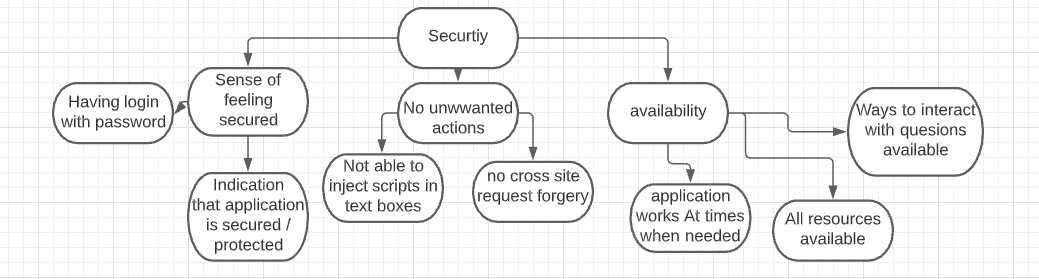 Securtiy
Sense of
feeling
secured
Having login
with password
Indication
that application
is secured /
protected
No unwwanted
actions
Not able to
inject scripts in
text boxes
no cross site
request forgery
availability
application
works At times
when needed
All resources
available
Ways to interact
with quesions
available